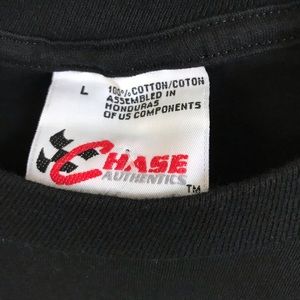 L 100% COTTON/COTON
ASSEMBLED IN
HONDURAS
OF US COMPONENTS
CHASE
AUTHENTICS
TM